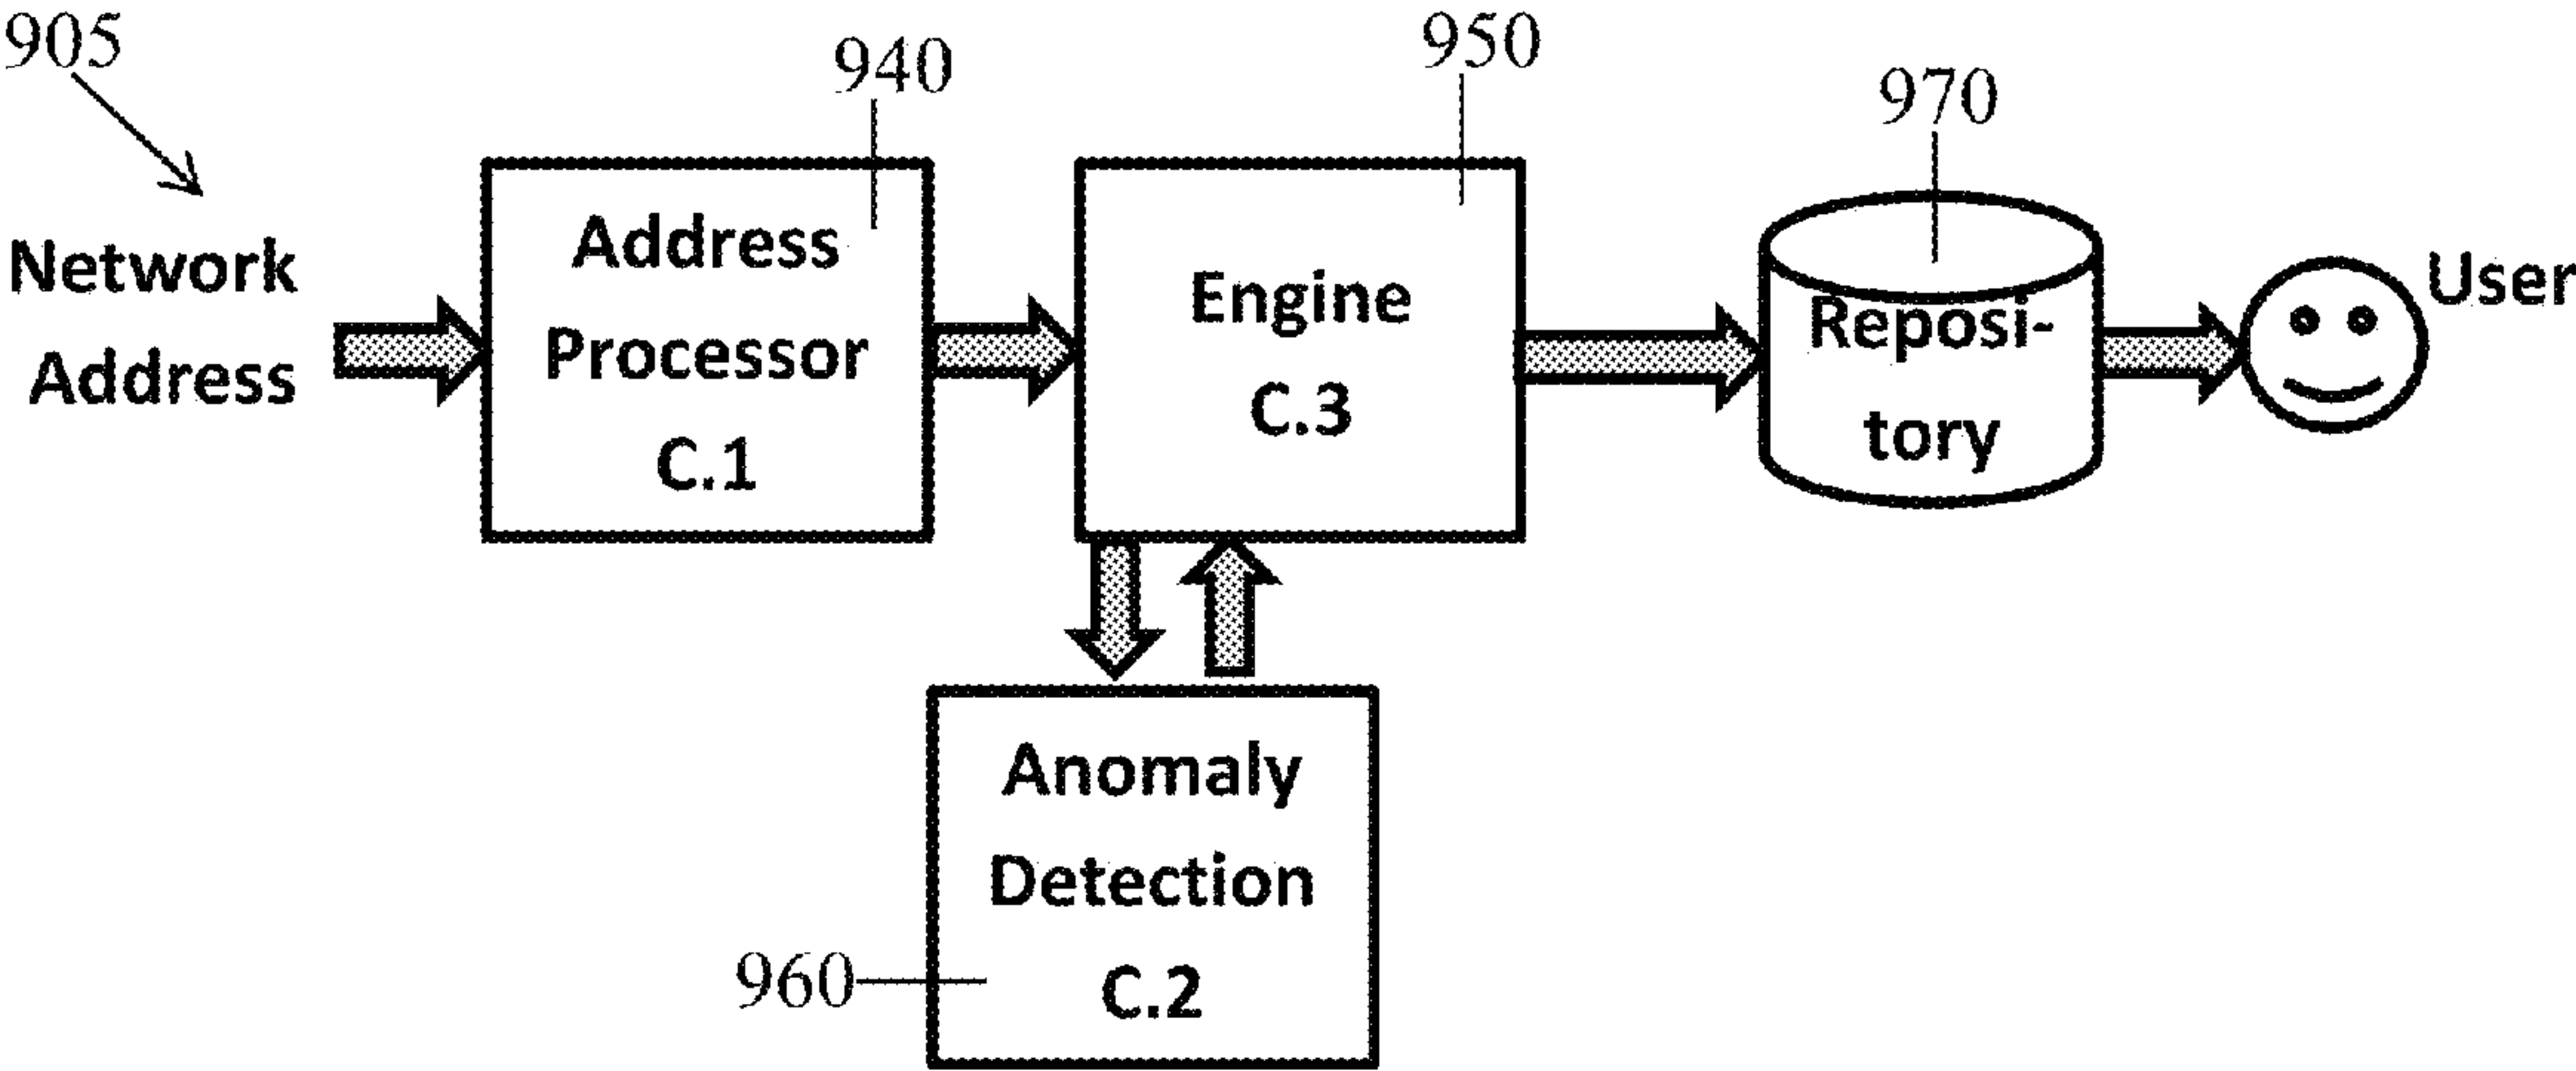 905
940
950
970
Network
Address
Address
Processor
C.1
Engine
C.3
Reposi-
tory
User
Anomaly
Detection
C.2
960